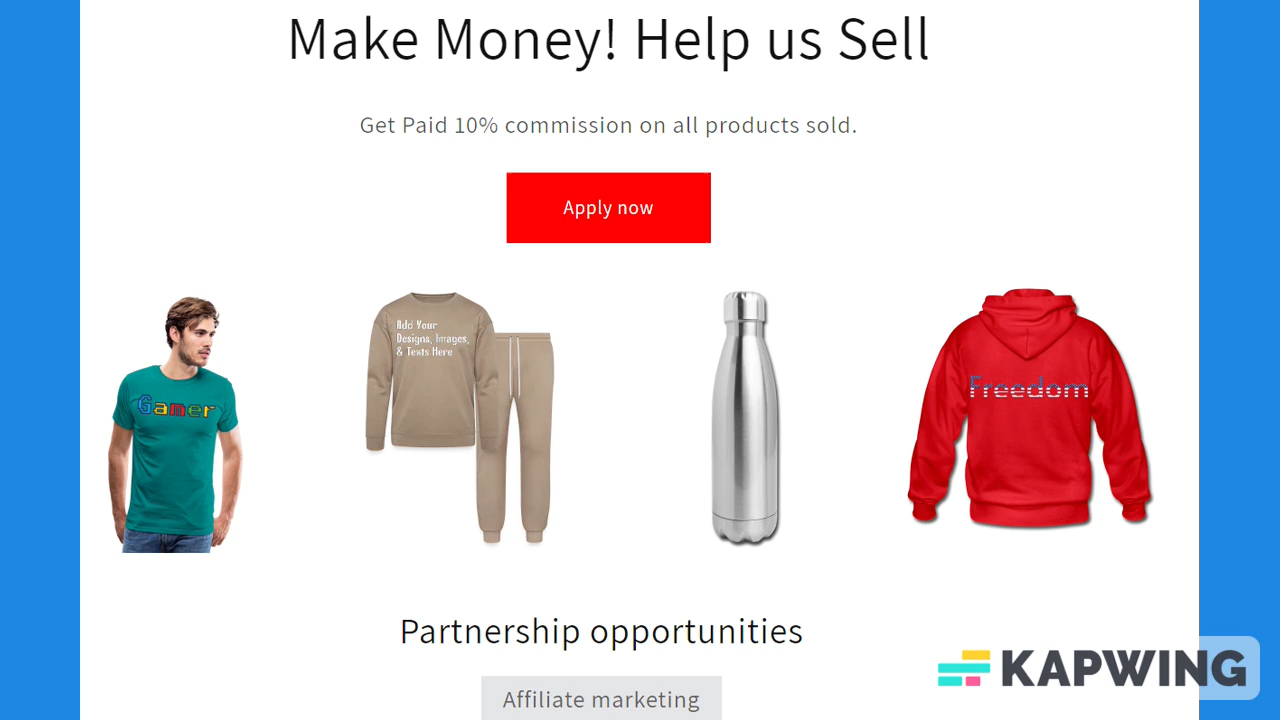 Make Money! Help us Sell
Get Paid 10% commission on all products sold.
Apply now
Gamer
Add Your
Designs, Images,
& Texts Here
Freedom
Partnership opportunities
KAPWING
Affiliate marketing